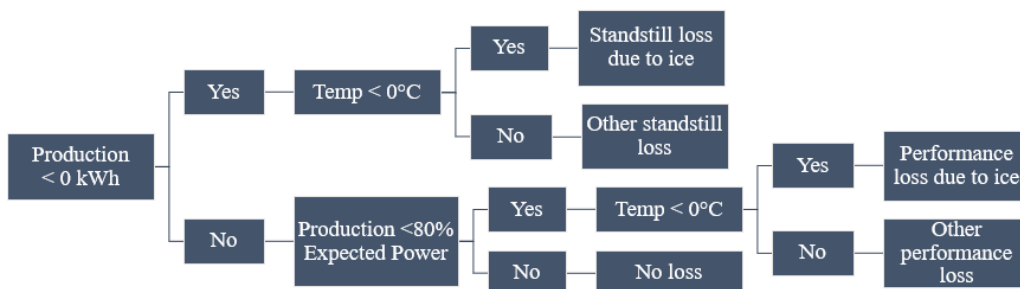 Production
< 0 kWh
Yes
Temp < 0°C
Yes
Standstill loss
due to ice
No
Other standstill
loss
No
Production <80%
Expected Power
Yes
Temp < 0°C
Yes
Performance
loss due to ice
No
Other
performance
loss
No
No loss